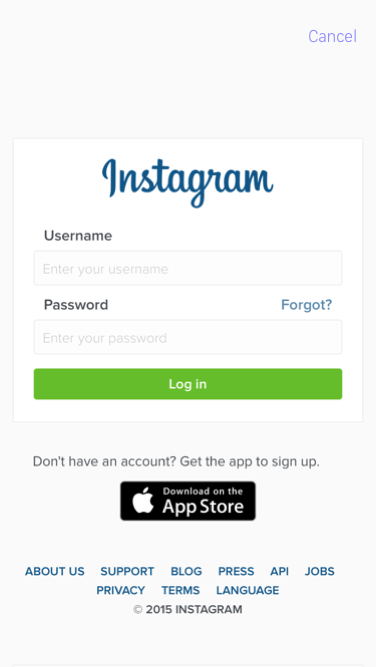 Cancel
Instagram
Username
Enter your username
Password Forgot?
Enter your password
Log in
Don't have an account? Get the app to sign up.
Download on the
App Store
ABOUT US SUPPORT BLOG PRESS API JOBS
PRIVACY TERMS LANGUAGE
© 2015 INSTAGRAM